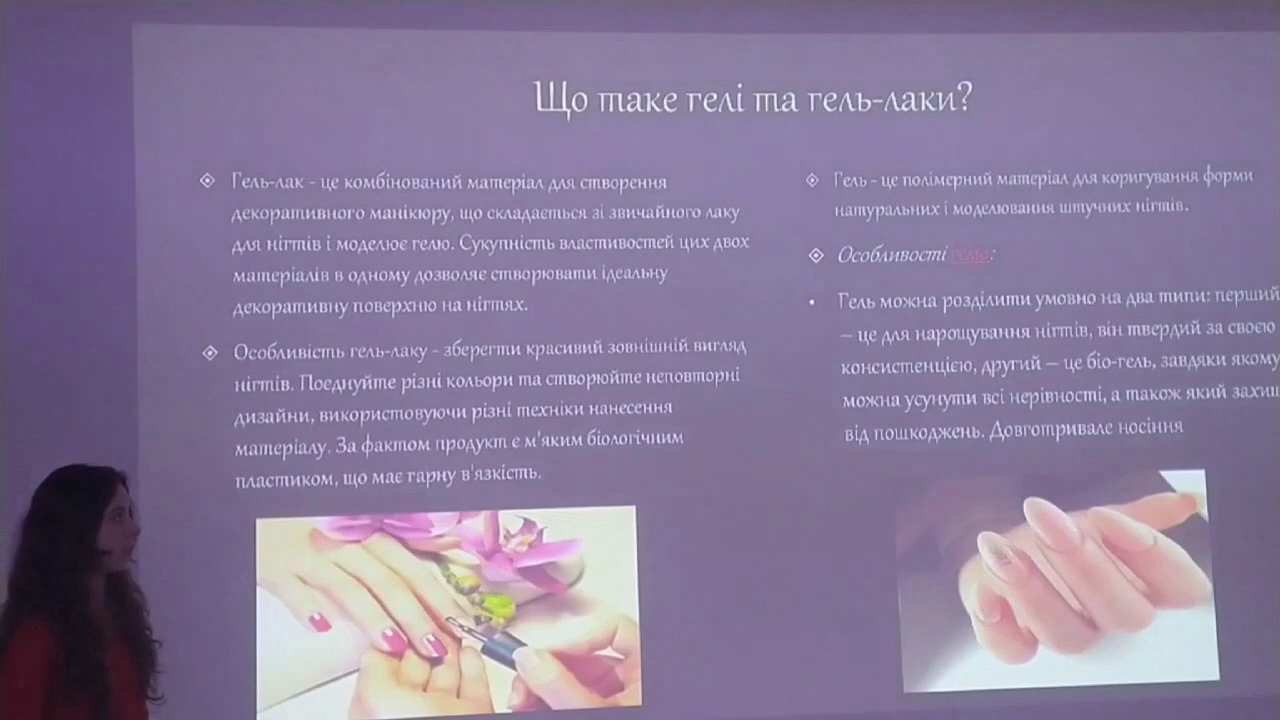 Що таке гелі та гель-лаки?
Гель-лак - це комбінований матеріал для створення
декоративного манікюру, що складається зі звичайного лаку
для нігтів і моделює гелю. Сукупність властивостей цих двох
матеріалів в одному дозволяє створювати ідеальну
декоративну поверхню на нігтях.
Особливість гель-лаку - зберегти красивий зовнішній вигляд
нігтів. Поєднуйте різні кольори та створюйте неповторні
дизайни, використовуючи різні техніки нанесення
матеріалу. За фактом продукт є м'яким біологічним
пластиком, що має гарну в'язкість.
Гель - це полімерний матеріал для коригування форми
натуральних і моделювання штучних нігтів.
Особливості гелю:
Гель можна розділити умовно на два типи: перший
– це для нарощування нігтів, він твердий за своєю
консистенцією, другий – це біо-гель, завдяки якому
можна усунути всі нерівності, а також який захищ
від пошкоджень. Довготривале носіння